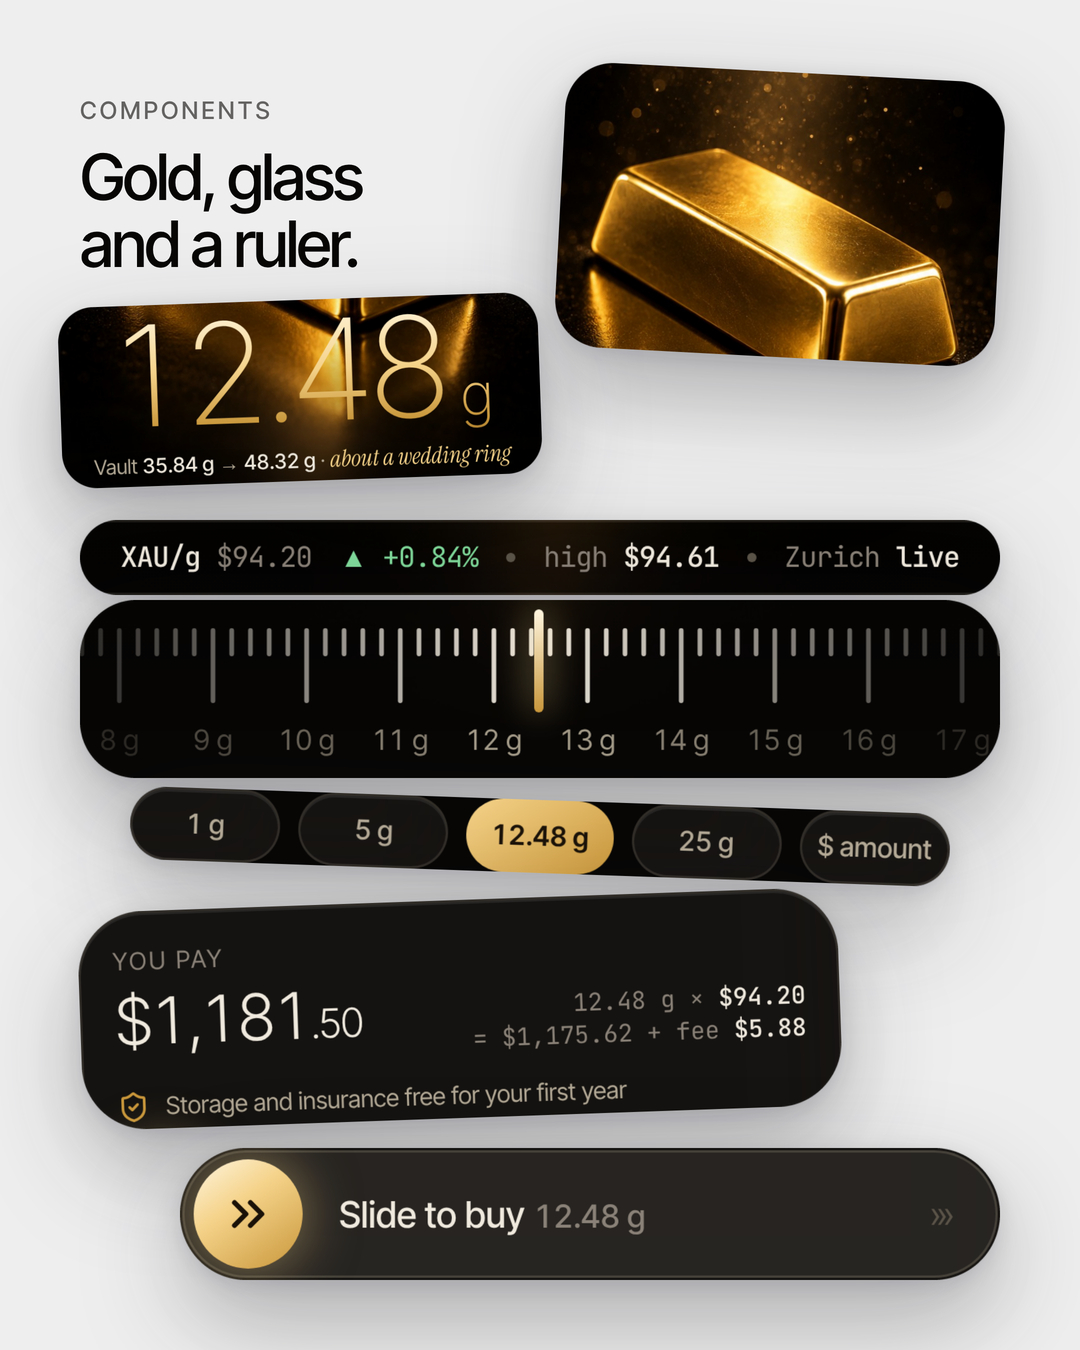 COMPONENTS
Gold, glass
and a ruler.
12.48 g
Vault 35.84 g → 48.32 g · about a wedding ring
XAU/g $94.20 ▲ +0.84% • high $94.61 • Zurich live
8 g 9 g 10 g 11 g 12 g 13 g 14 g 15 g 16 g 17 g
1 g 5 g 12.48 g 25 g $ amount
YOU PAY
$1,181.50
12.48 g × $94.20
= $1,175.62 + fee $5.88
Storage and insurance free for your first year
Slide to buy 12.48 g